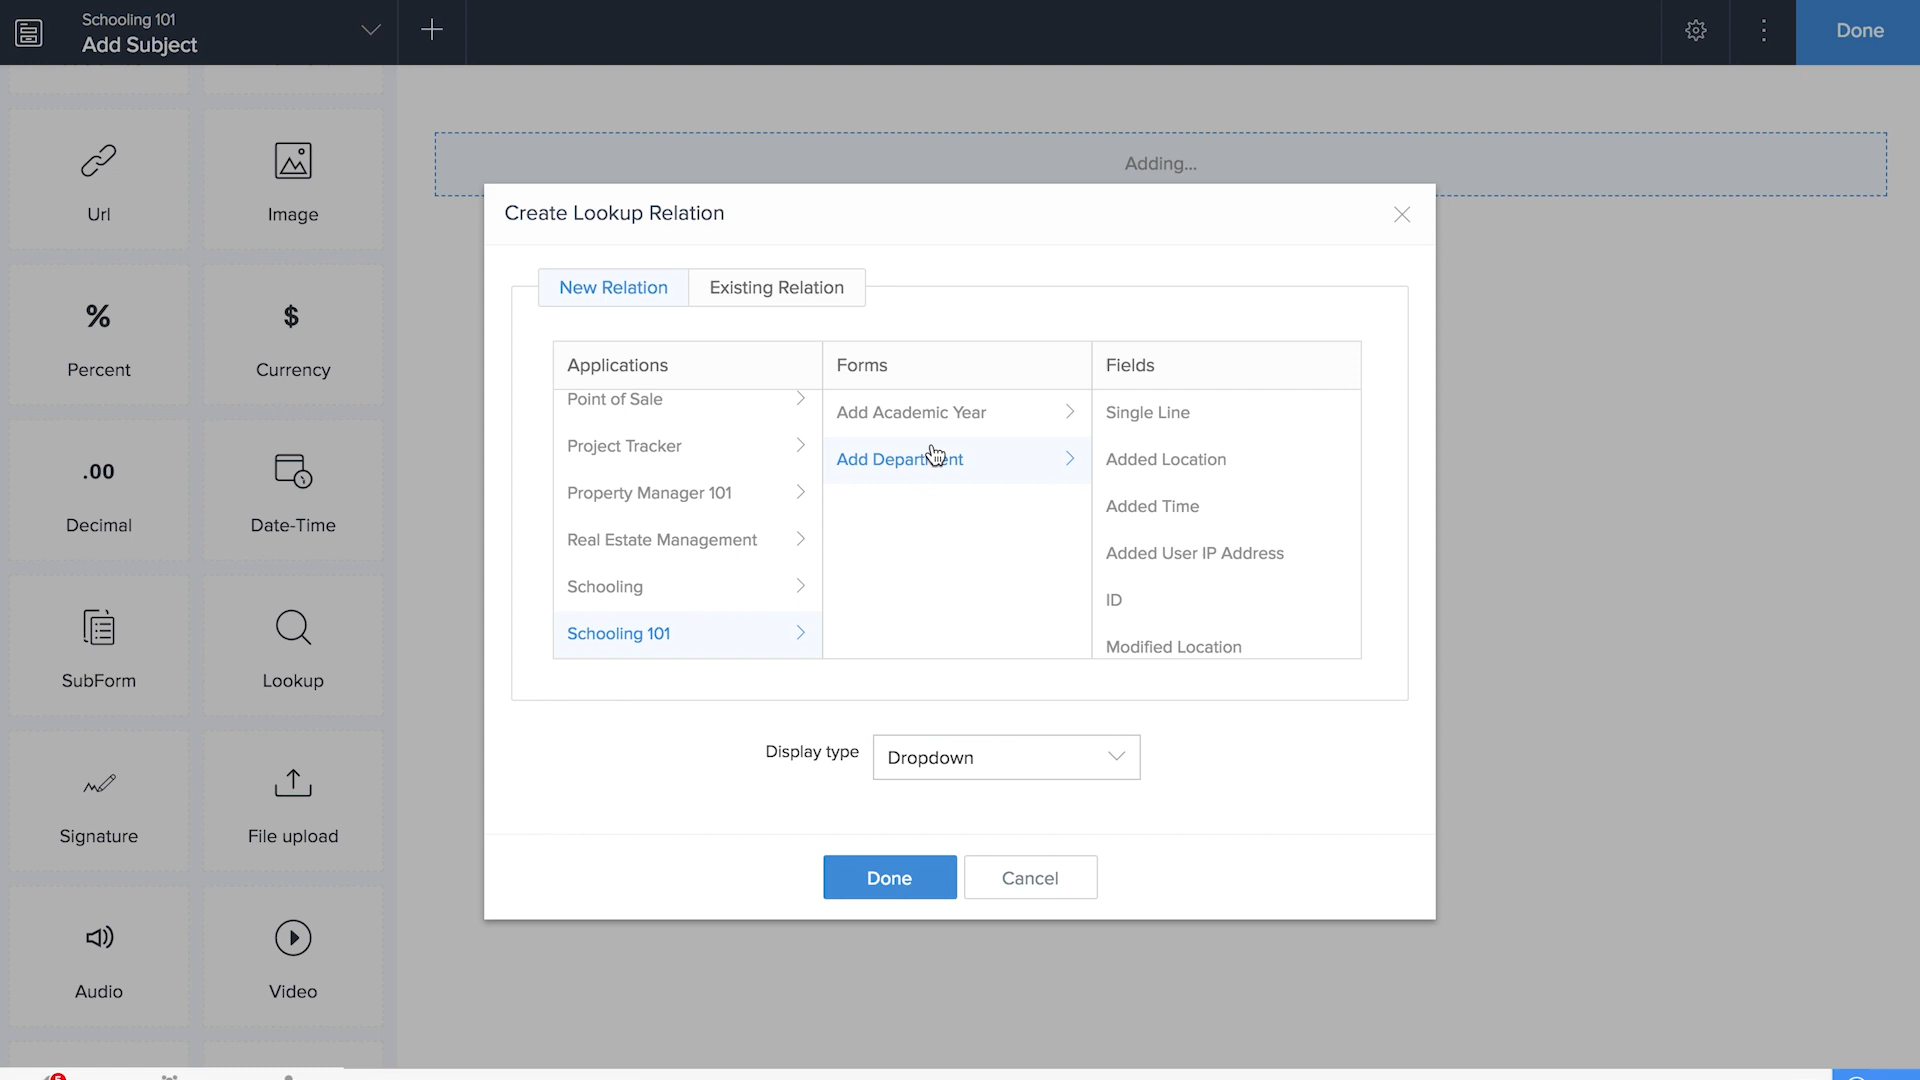 Schooling 101
Add Subject
Done
Url
Image
Percent
Currency
.00
Decimal
Date-Time
SubForm
Lookup
Signature
File upload
Audio
Video
Adding...
Create Lookup Relation
New Relation
Existing Relation
Applications
Forms
Fields
Point of Sale
Project Tracker
Property Manager 101
Real Estate Management
Schooling
Schooling 101
Add Academic Year
Add Department
Single Line
Added Location
Added Time
Added User IP Address
ID
Modified Location
Display type
Dropdown
Done
Cancel
5